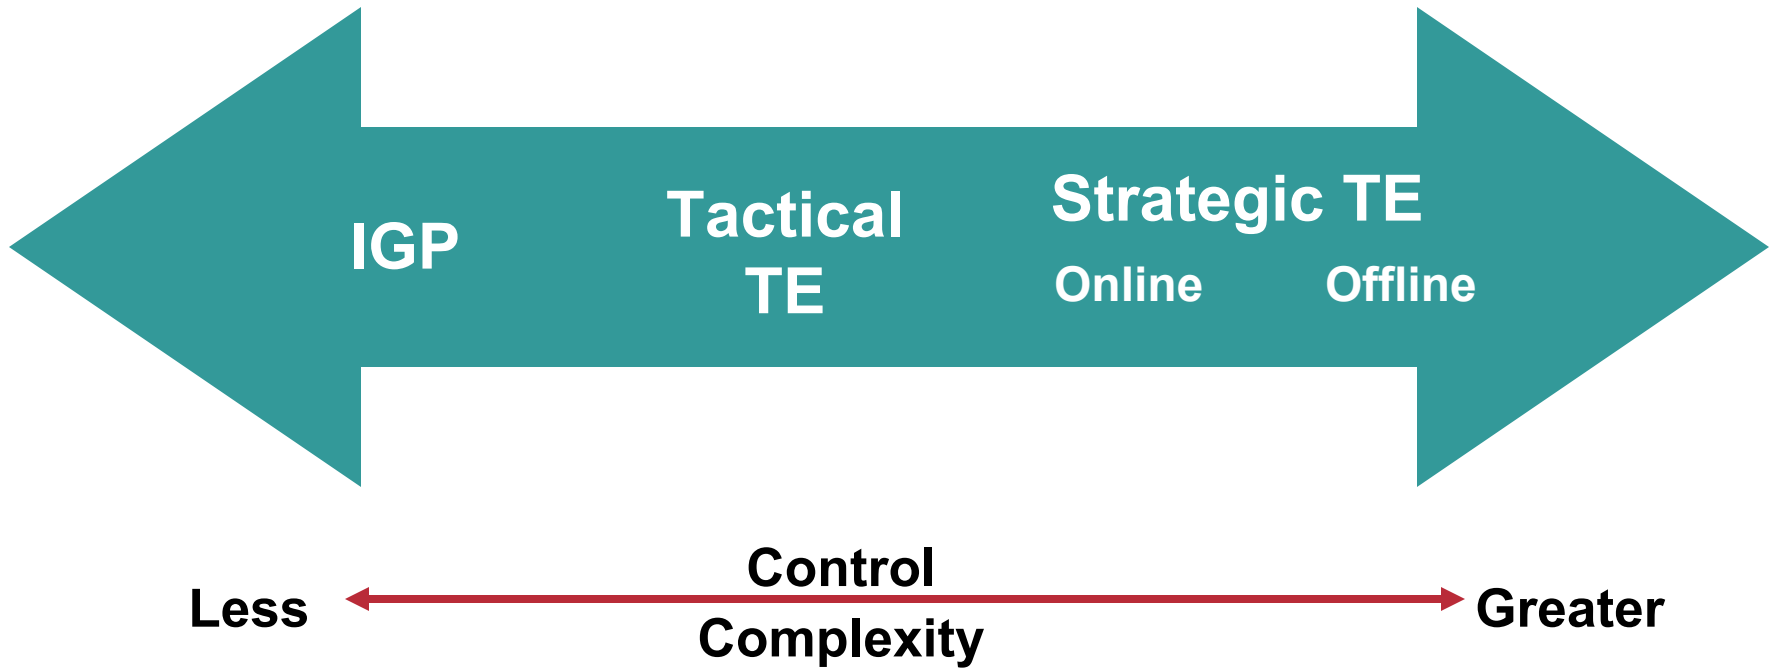 IGP
Tactical
TE
Strategic TE
Online Offline
Control
Less Greater
Complexity